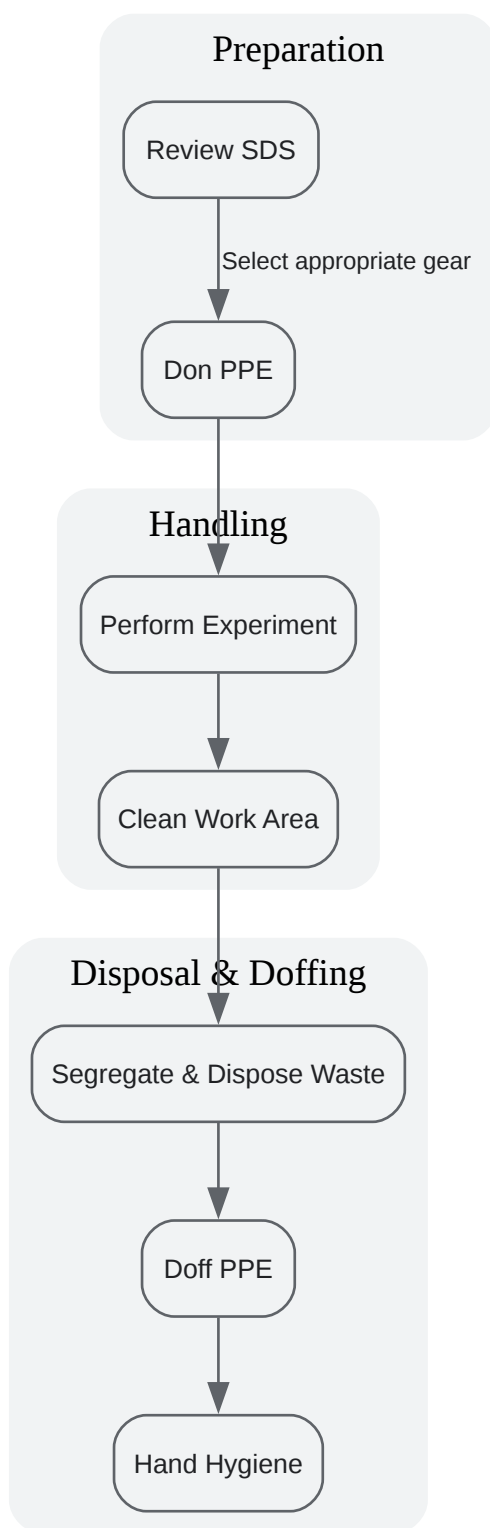 Preparation
Review SDS
Select appropriate gear
Don PPE
Handling
Perform Experiment
Clean Work Area
Disposal & Doffing
Segregate & Dispose Waste
Doff PPE
Hand Hygiene